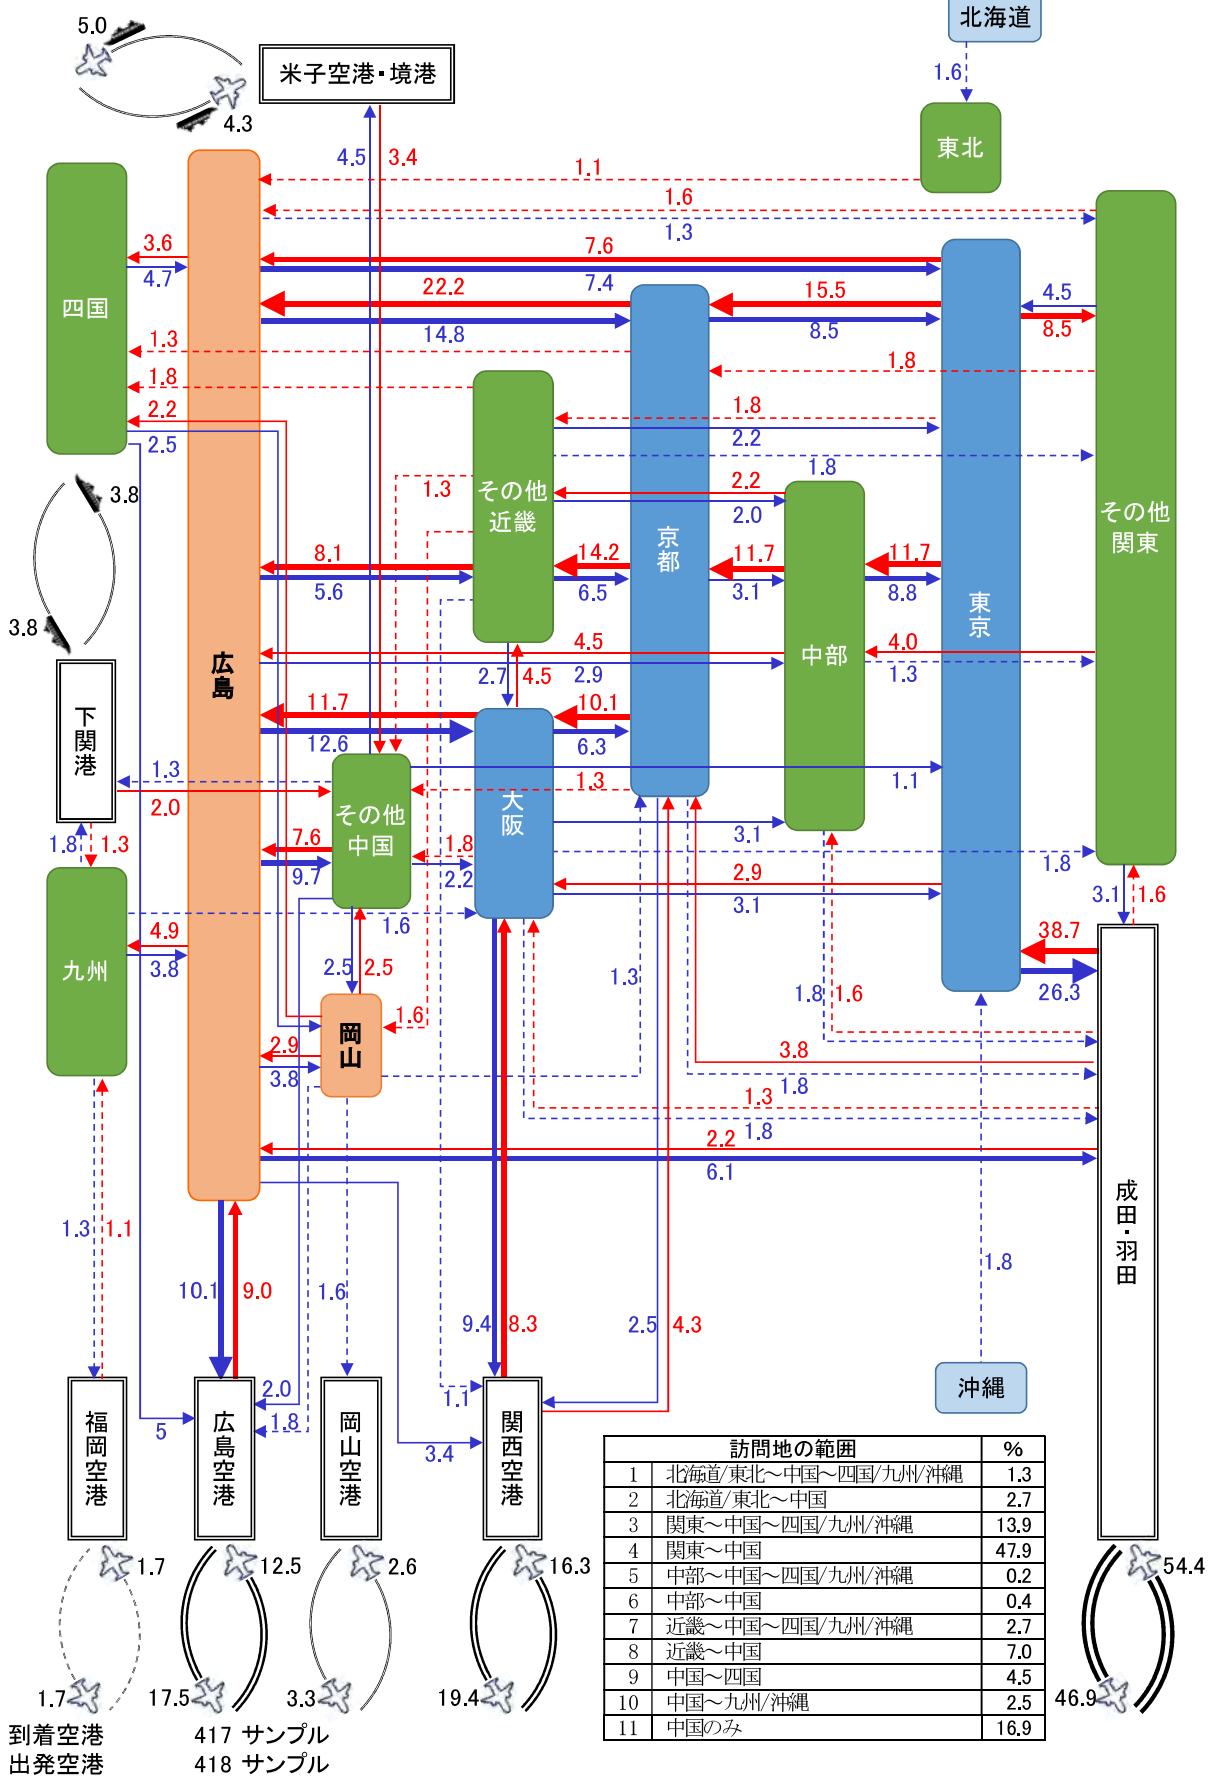 5.0
北海道
米子空港・境港
1.6
4.3
東北
4.5
3.4
1.1
1.6
1.3
3.6
4.7
7.6
7.4
四国
22.2
14.8
15.5
8.5
4.5
8.5
1.3
1.8
1.8
2.2
2.5
1.8
2.2
1.8
3.8
1.3
その他
近畿
京都
2.2
2.0
その他
関東
8.1
5.6
14.2
6.5
11.7
3.1
11.7
8.8
東京
3.8
広島
4.5
2.9
2.7
4.5
中部
4.0
1.3
下関港
11.7
12.6
10.1
6.3
1.3
2.0
その他
中国
大阪
1.3
1.1
1.8
1.3
7.6
9.7
1.8
2.2
3.1
1.8
2.9
3.1
3.1
1.6
1.6
4.9
3.8
九州
2.5
2.5
38.7
26.3
1.3
1.8
1.6
岡山
1.6
2.9
3.8
3.8
1.8
1.3
1.8
2.2
6.1
成田・羽田
1.3
1.1
10.1
9.0
1.6
9.4
8.3
2.5
4.3
1.8
沖縄
2.0
1.8
1.1
5
3.4
福岡空港
広島空港
岡山空港
関西空港
訪問地の範囲 %
1 北海道/東北～中国～四国/九州/沖縄 1.3
2 北海道/東北～中国 2.7
3 関東～中国～四国/九州/沖縄 13.9
4 関東～中国 47.9
5 中部～中国～四国/九州/沖縄 0.2
6 中部～中国 0.4
7 近畿～中国～四国/九州/沖縄 2.7
8 近畿～中国 7.0
9 中国～四国 4.5
10 中国～九州/沖縄 2.5
11 中国のみ 16.9
1.7
12.5
2.6
16.3
54.4
1.7
17.5
3.3
19.4
46.9
到着空港 417 サンプル
出発空港 418 サンプル